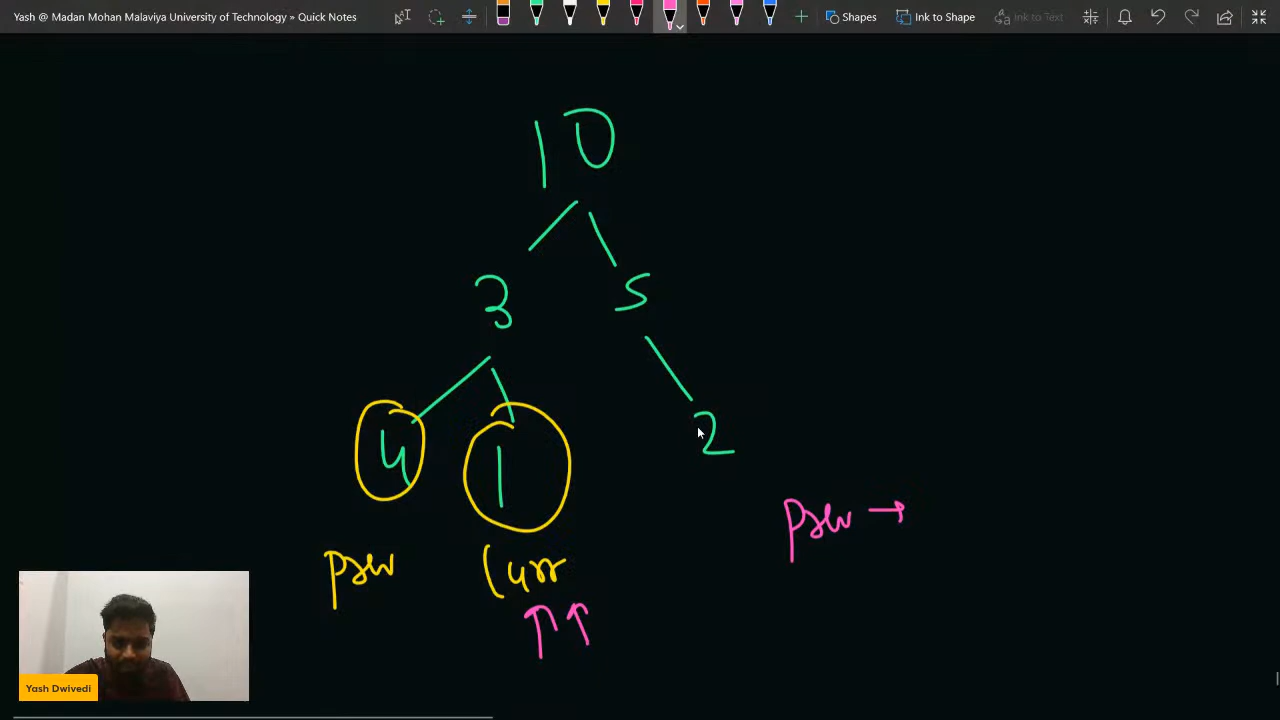 Yash @ Madan Mohan Malaviya University of Technology » Quick Notes
Shapes
Ink to Shape
Ink to Text
10
3 5
4 1 2
prev →
prev curr
Yash Dwivedi